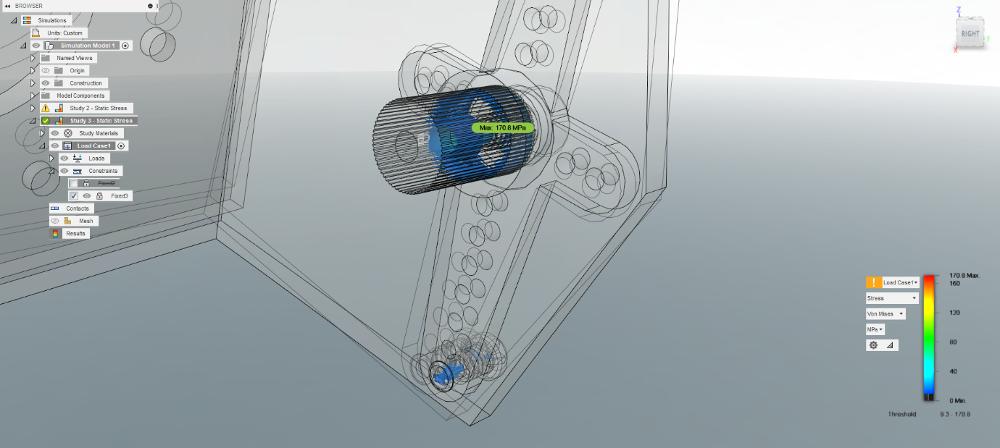 BROWSER
Simulations
Units: Custom
Simulation Model 1
Named Views
Origin
Construction
Model Components
Study 2 - Static Stress
Study 3 - Static Stress
Study Materials
Load Case1
Loads
Constraints
Fixed2
Fixed3
Contacts
Mesh
Results
Max: 170.8 MPa
Z
RIGHT
Y
X
Load Case1
Stress
Von Mises
MPa
170.8 Max.
160
120
80
40
0 Min.
Threshold 9.3 - 170.8